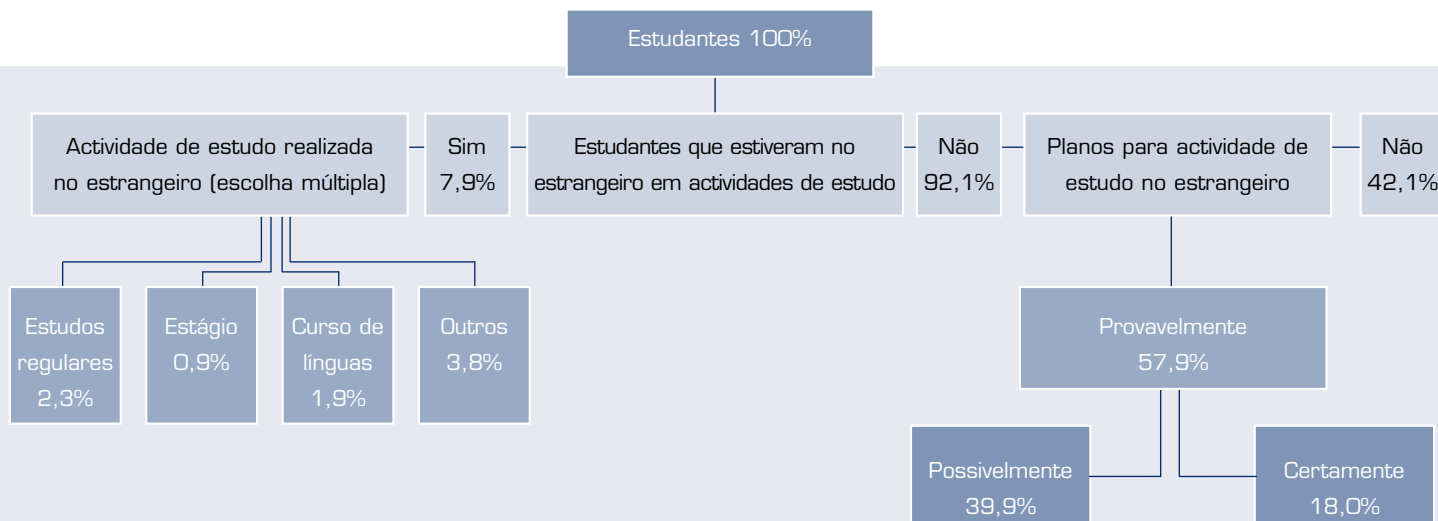 Estudantes 100%
Actividade de estudo realizada
no estrangeiro (escolha múltipla)
Sim
7,9%
Estudantes que estiveram no
estrangeiro em actividades de estudo
Não
92,1%
Planos para actividade de
estudo no estrangeiro
Não
42,1%
Estudos
regulares
2,3%
Estágio
0,9%
Curso de
línguas
1,9%
Outros
3,8%
Provavelmente
57,9%
Possivelmente
39,9%
Certamente
18,0%